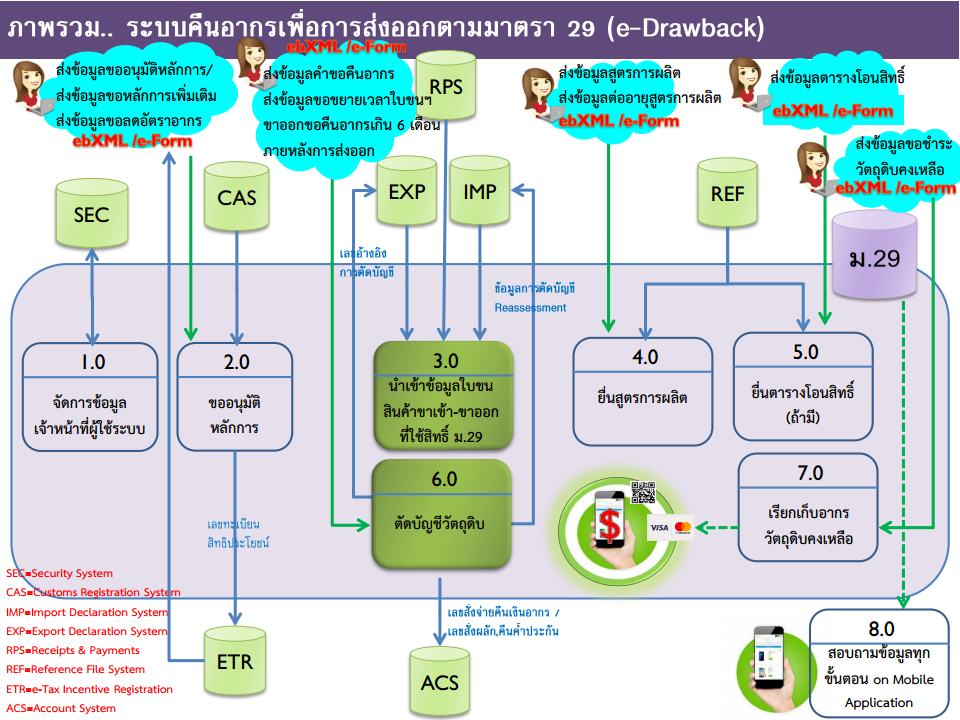 ภาพรวม.. ระบบคืนอากรเพื่อการส่งออกตามมาตรา 29 (e-Drawback)
ส่งข้อมูลขออนุมัติหลักการ/
ส่งข้อมูลขอหลักการเพิ่มเติม
ส่งข้อมูลขอลดอัตราอากร
ebXML /e-Form
ebXML /e-Form
ส่งข้อมูลคำขอคืนอากร
ส่งข้อมูลขอขยายเวลาใบขนฯ
ขาออกขอคืนอากรเกิน 6 เดือน
ภายหลังการส่งออก
RPS
ส่งข้อมูลสูตรการผลิต
ส่งข้อมูลต่ออายุสูตรการผลิต
ebXML /e-Form
ส่งข้อมูลตารางโอนสิทธิ์
ebXML /e-Form
ส่งข้อมูลขอชำระ
วัตถุดิบคงเหลือ
ebXML /e-Form
SEC
CAS
EXP
IMP
REF
ม.29
เลขอ้างอิง
การตัดบัญชี
ข้อมูลการตัดบัญชี
Reassessment
1.0
จัดการข้อมูล
เจ้าหน้าที่ผู้ใช้ระบบ
2.0
ขออนุมัติ
หลักการ
3.0
นำเข้าข้อมูลใบขน
สินค้าขาเข้า-ขาออก
ที่ใช้สิทธิ์ ม.29
4.0
ยื่นสูตรการผลิต
5.0
ยื่นตารางโอนสิทธิ์
(ถ้ามี)
6.0
ตัดบัญชีวัตถุดิบ
$
VISA
7.0
เรียกเก็บอากร
วัตถุดิบคงเหลือ
เลขทะเบียน
สิทธิประโยชน์
SEC=Security System
CAS=Customs Registration System
IMP=Import Declaration System
EXP=Export Declaration System
RPS=Receipts & Payments
REF=Reference File System
ETR=e-Tax Incentive Registration
ACS=Account System
ETR
เลขสั่งจ่ายคืนเงินอากร /
เลขสั่งผลัก,คืนค้ำประกัน
ACS
8.0
สอบถามข้อมูลทุก
ขั้นตอน on Mobile
Application